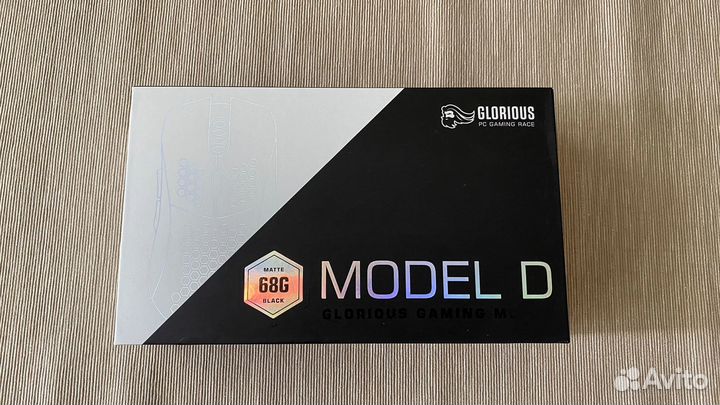 GLORIOUS
PC GAMING RACE
MATTE
68G
BLACK
MODEL D
GLORIOUS GAMING
Avito